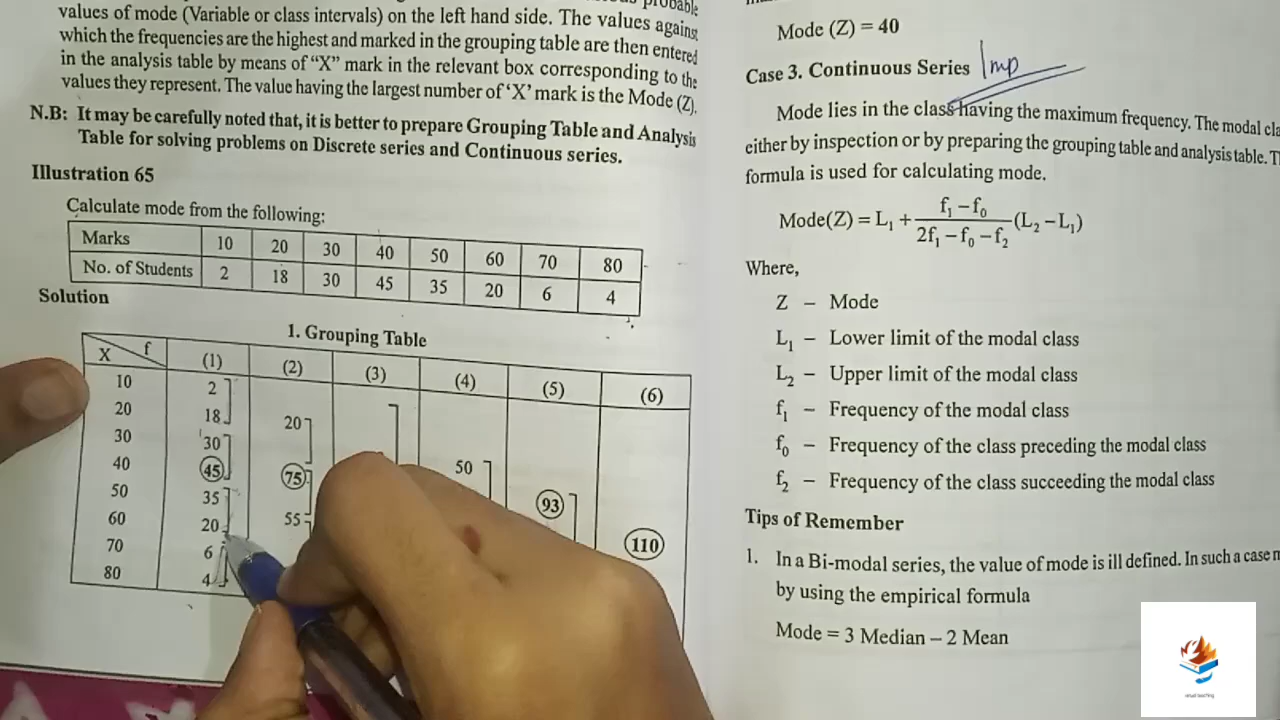 probable
values of mode (Variable or class intervals) on the left hand side. The values against
which the frequencies are the highest and marked in the grouping table are then entered
in the analysis table by means of “X” mark in the relevant box corresponding to the
values they represent. The value having the largest number of ‘X’ mark is the Mode (Z).
N.B: It may be carefully noted that, it is better to prepare Grouping Table and Analysis
Table for solving problems on Discrete series and Continuous series.
Illustration 65
Calculate mode from the following:
Marks 10 20 30 40 50 60 70 80
No. of Students 2 18 30 45 35 20 6 4
Solution
1. Grouping Table
X f (1) (2) (3) (4) (5) (6)
10 2
20 18 20
30 30
40 45 75 50
50 35 93
60 20 55 110
70 6
80 4
Mode (Z) = 40
Case 3. Continuous Series Imp
Mode lies in the class having the maximum frequency. The modal
either by inspection or by preparing the grouping table and analysis table.
formula is used for calculating mode.
Mode(Z) = L₁ + (f₁ – f₀)/(2f₁ – f₀ – f₂) (L₂ – L₁)
Where,
Z – Mode
L₁ – Lower limit of the modal class
L₂ – Upper limit of the modal class
f₁ – Frequency of the modal class
f₀ – Frequency of the class preceding the modal class
f₂ – Frequency of the class succeeding the modal class
Tips of Remember
1. In a Bi-modal series, the value of mode is ill defined. In such a case
by using the empirical formula
Mode = 3 Median – 2 Mean